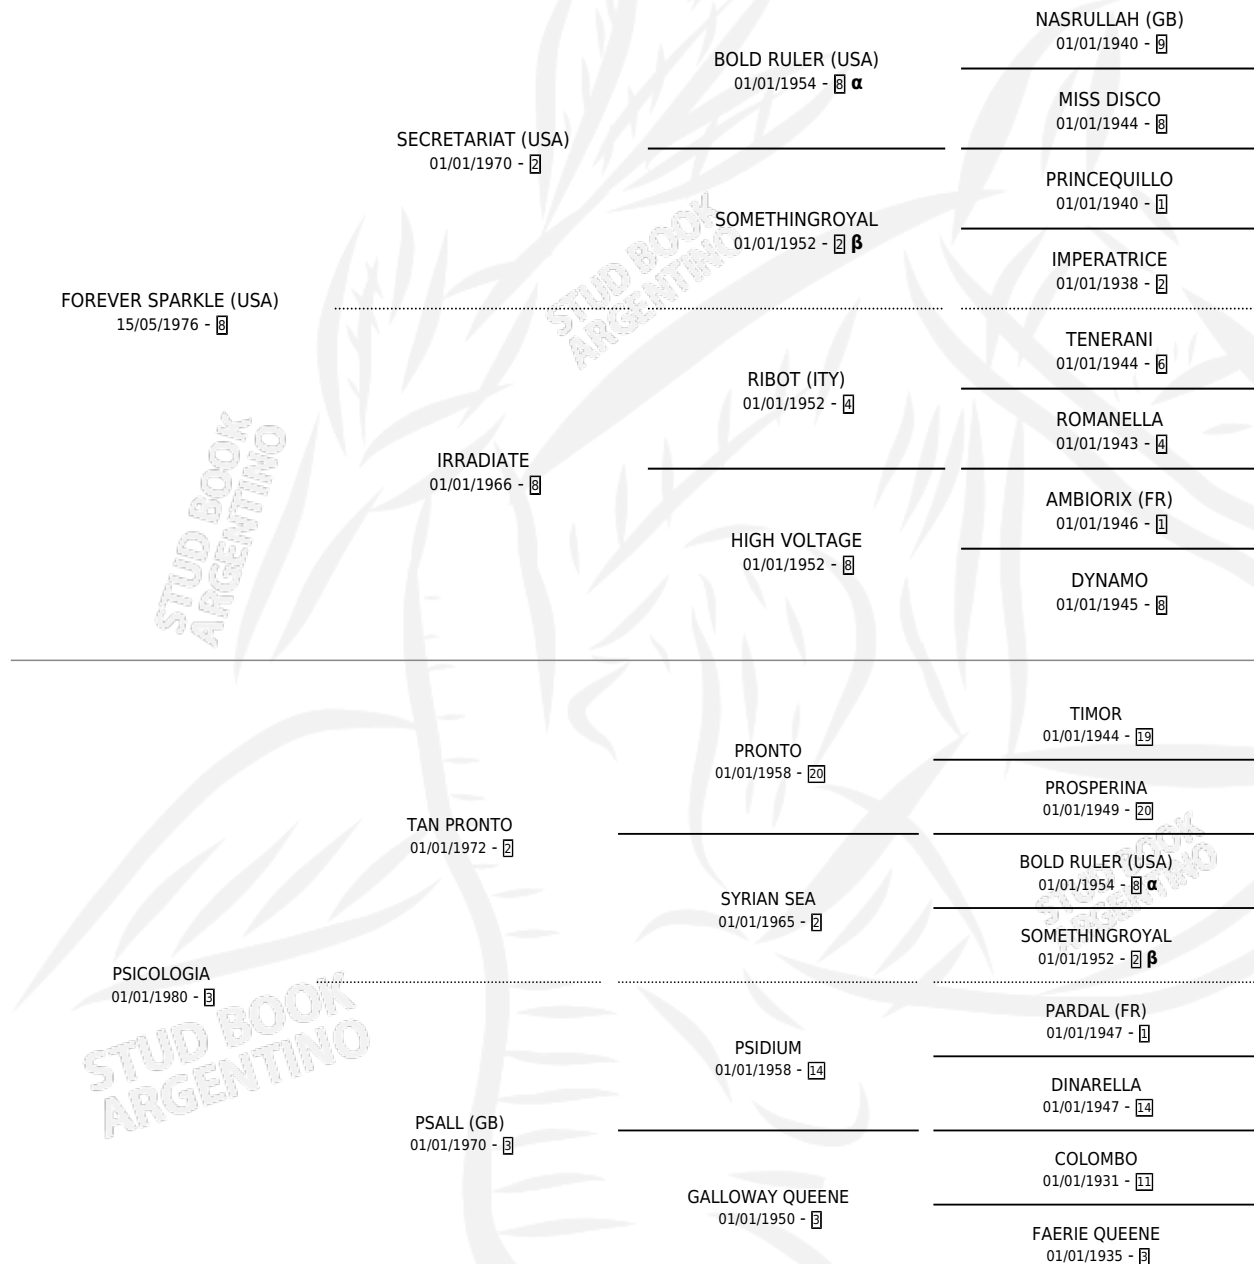 NASRULLAH (GB)
01/01/1940 - 9
BOLD RULER (USA)
01/01/1954 - 8 α
MISS DISCO
01/01/1944 - 8
SECRETARIAT (USA)
01/01/1970 - 2
PRINCEQUILLO
01/01/1940 - 1
SOMETHINGROYAL
01/01/1952 - 2 β
IMPERATRICE
01/01/1938 - 2
FOREVER SPARKLE (USA)
15/05/1976 - 8
TENERANI
01/01/1944 - 6
RIBOT (ITY)
01/01/1952 - 4
ROMANELLA
01/01/1943 - 4
IRRADIATE
01/01/1966 - 8
AMBIORIX (FR)
01/01/1946 - 1
HIGH VOLTAGE
01/01/1952 - 8
DYNAMO
01/01/1945 - 8
TIMOR
01/01/1944 - 19
PRONTO
01/01/1958 - 20
PROSPERINA
01/01/1949 - 20
TAN PRONTO
01/01/1972 - 2
BOLD RULER (USA)
01/01/1954 - 8 α
SYRIAN SEA
01/01/1965 - 2
SOMETHINGROYAL
01/01/1952 - 2 β
PSICOLOGIA
01/01/1980 - 3
PARDAL (FR)
01/01/1947 - 1
PSIDIUM
01/01/1958 - 14
DINARELLA
01/01/1947 - 14
PSALL (GB)
01/01/1970 - 3
COLOMBO
01/01/1931 - 11
GALLOWAY QUEENE
01/01/1950 - 3
FAERIE QUEENE
01/01/1935 - 3
STUD BOOK
ARGENTINO
STUD BOOK
ARGENTINO
STUD BOOK
ARGENTINO
STUD BOOK
ARGENTINO